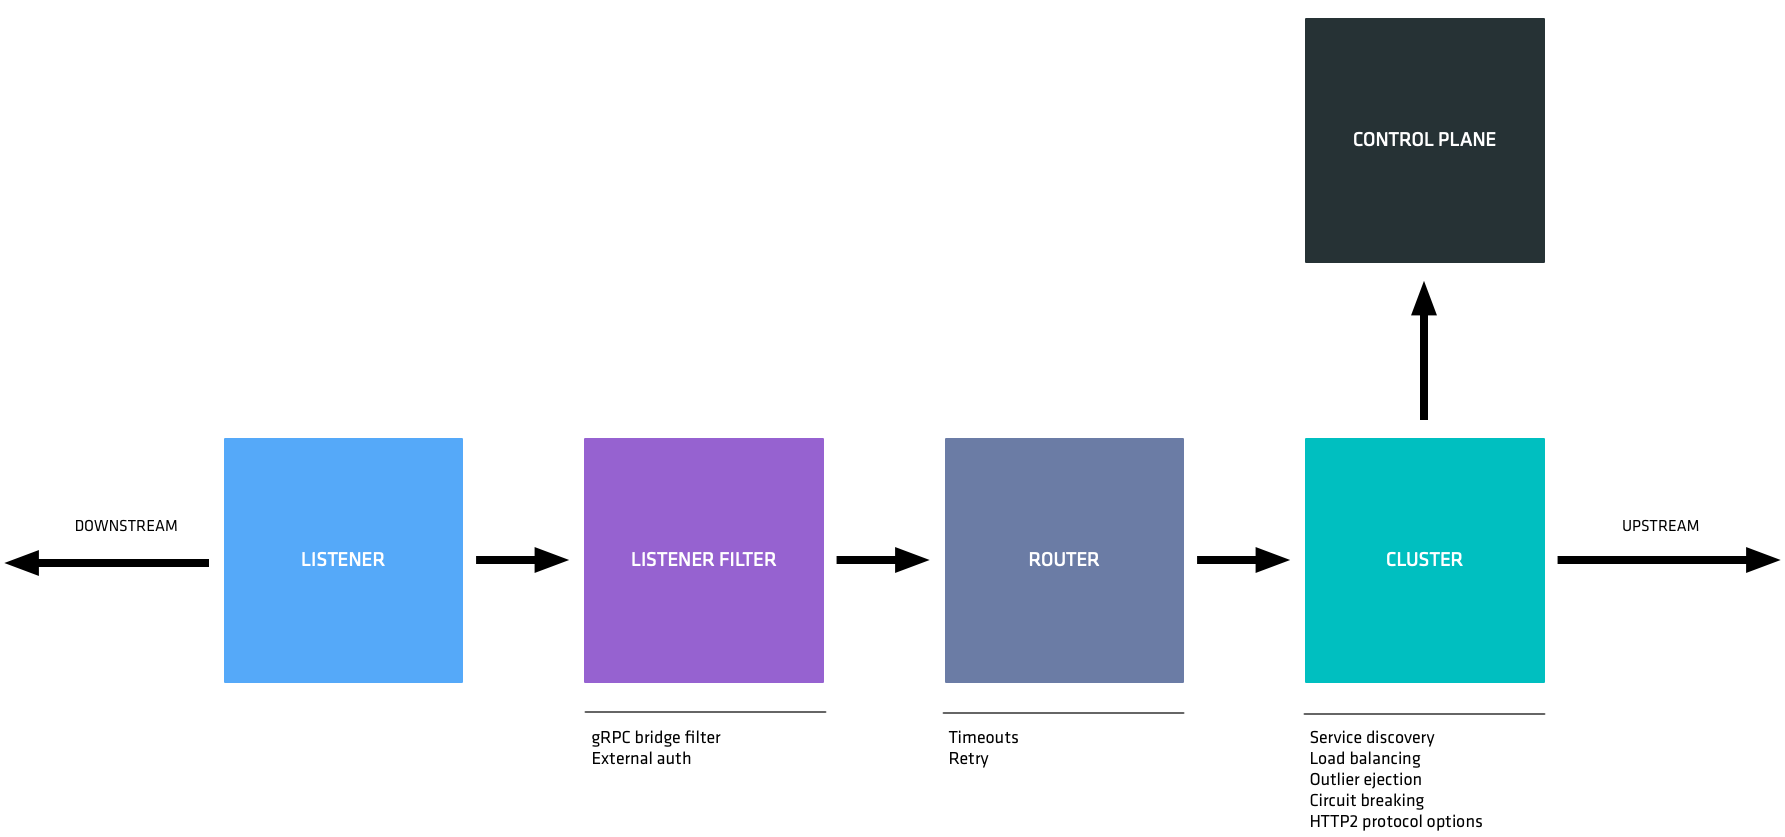 CONTROL PLANE
DOWNSTREAM
LISTENER
LISTENER FILTER
ROUTER
CLUSTER
UPSTREAM
gRPC bridge filter
External auth
Timeouts
Retry
Service discovery
Load balancing
Outlier ejection
Circuit breaking
HTTP2 protocol options